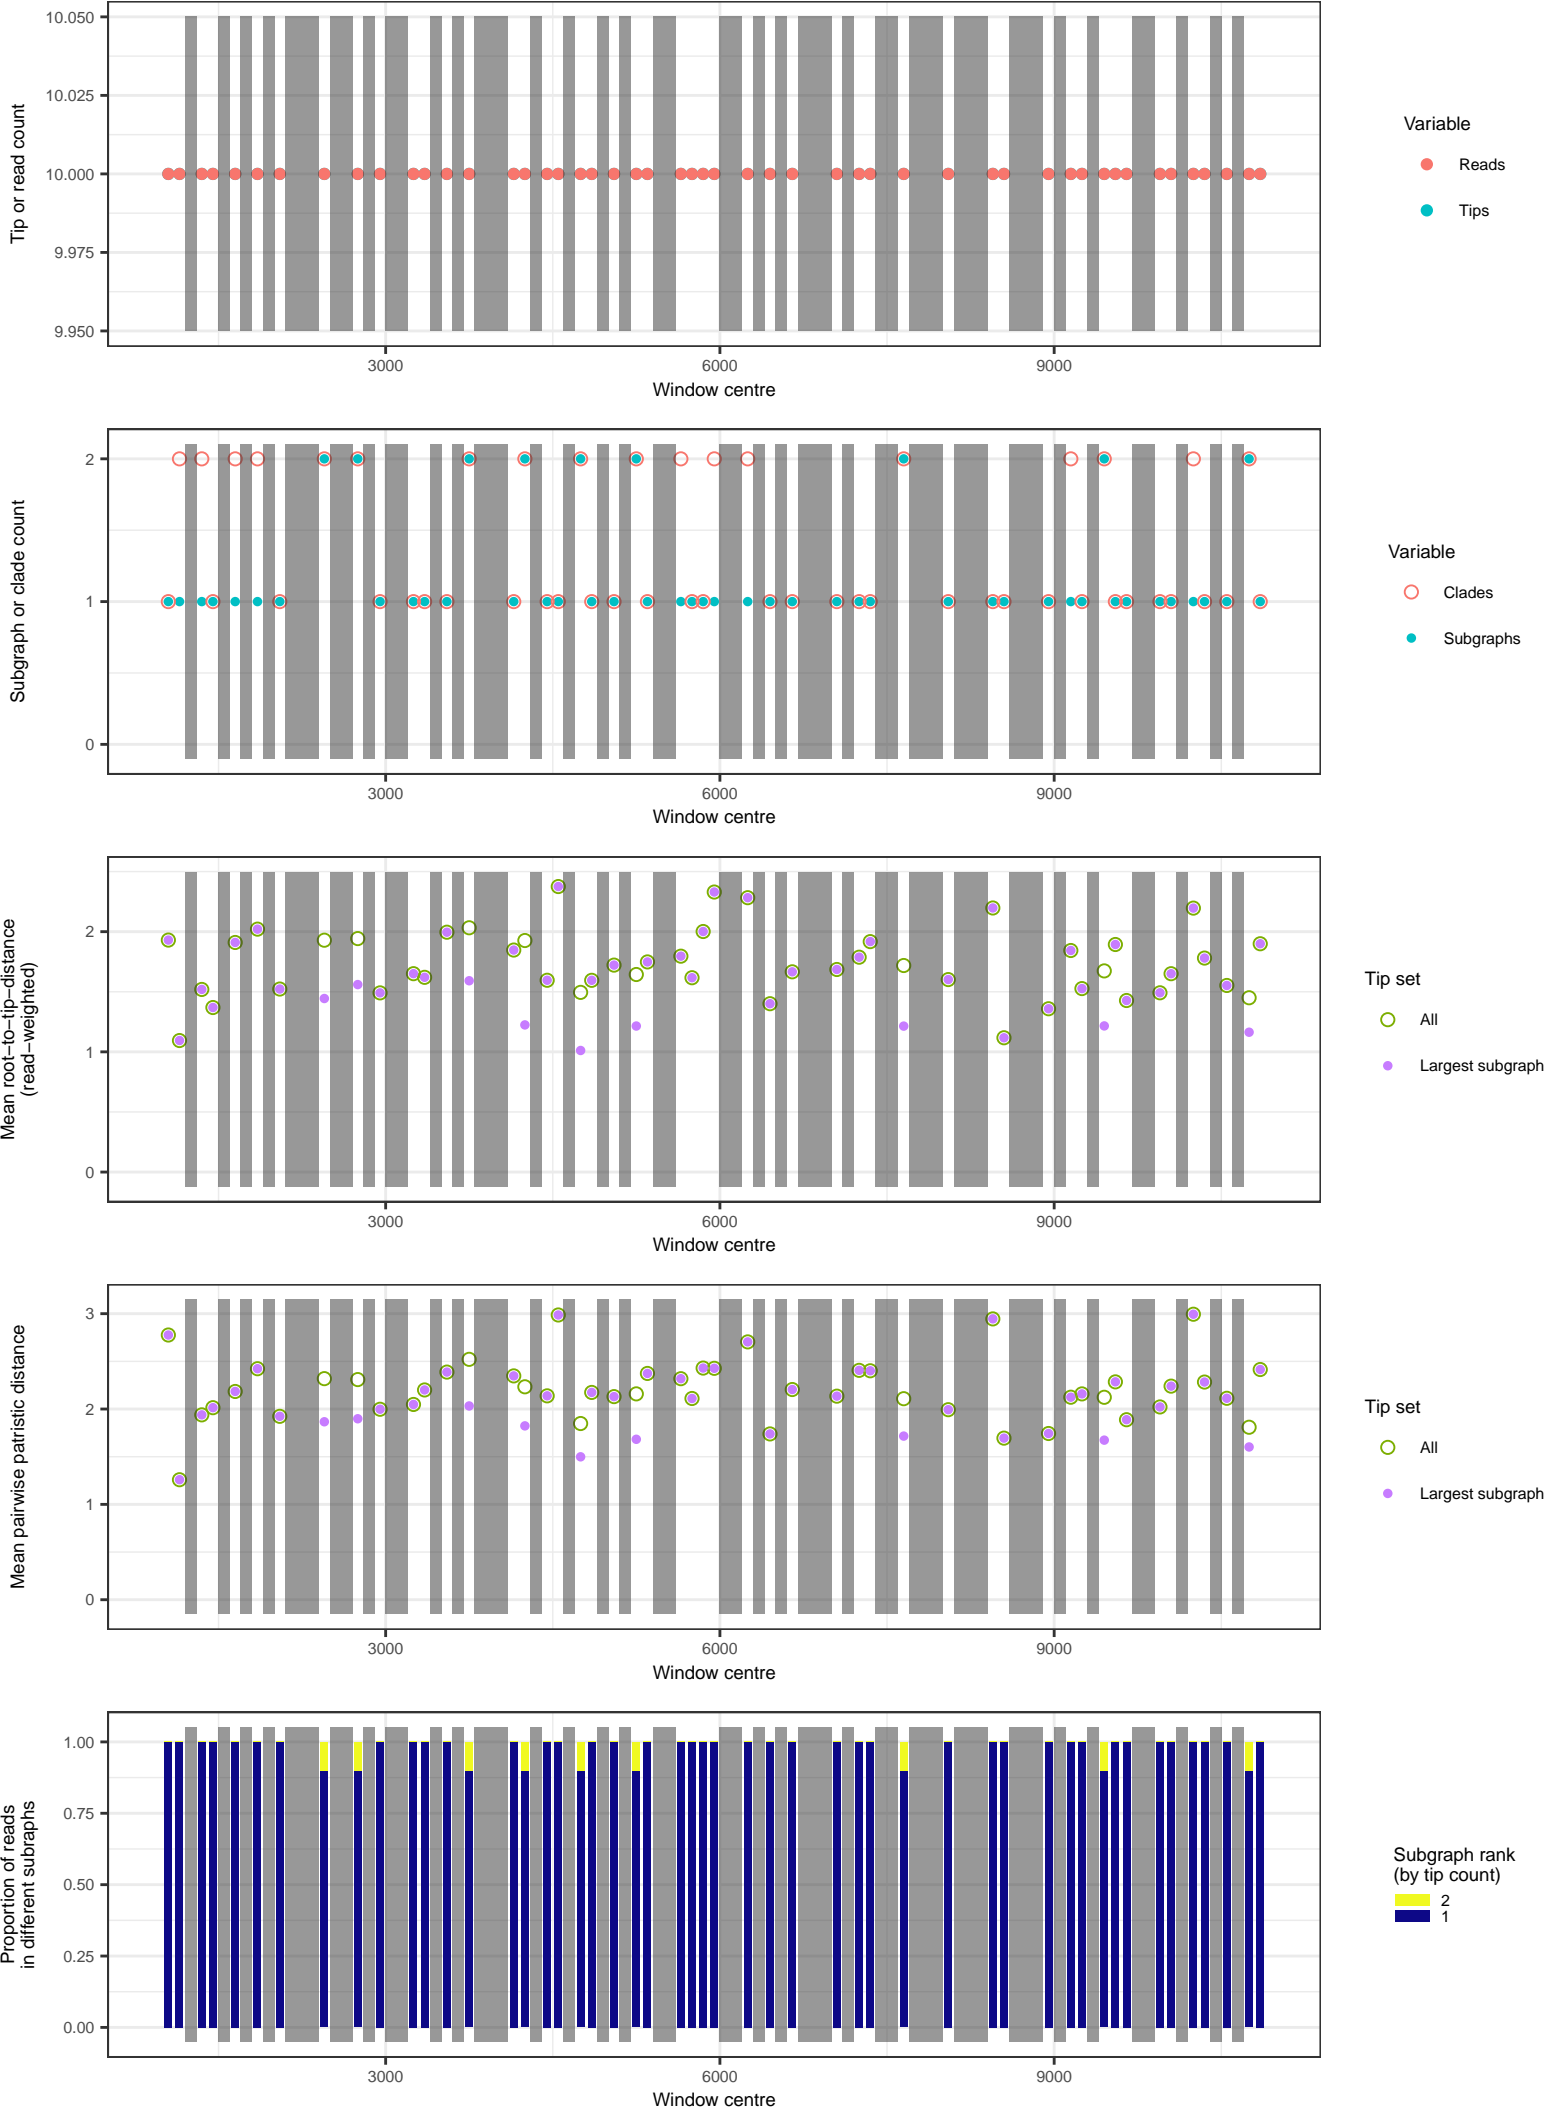 10.050
10.025
10.000
9.975
9.950
Tip or read count
3000
6000
9000
Window centre
Variable
Reads
Tips
2
1
0
Subgraph or clade count
3000
6000
9000
Window centre
Variable
Clades
Subgraphs
2
1
0
Mean root−to−tip−distance
(read−weighted)
3000
6000
9000
Window centre
Tip set
All
Largest subgraph
3
2
1
0
Mean pairwise patristic distance
3000
6000
9000
Window centre
Tip set
All
Largest subgraph
1.00
0.75
0.50
0.25
0.00
Proportion of reads
in different subraphs
3000
6000
9000
Window centre
Subgraph rank
(by tip count)
2
1